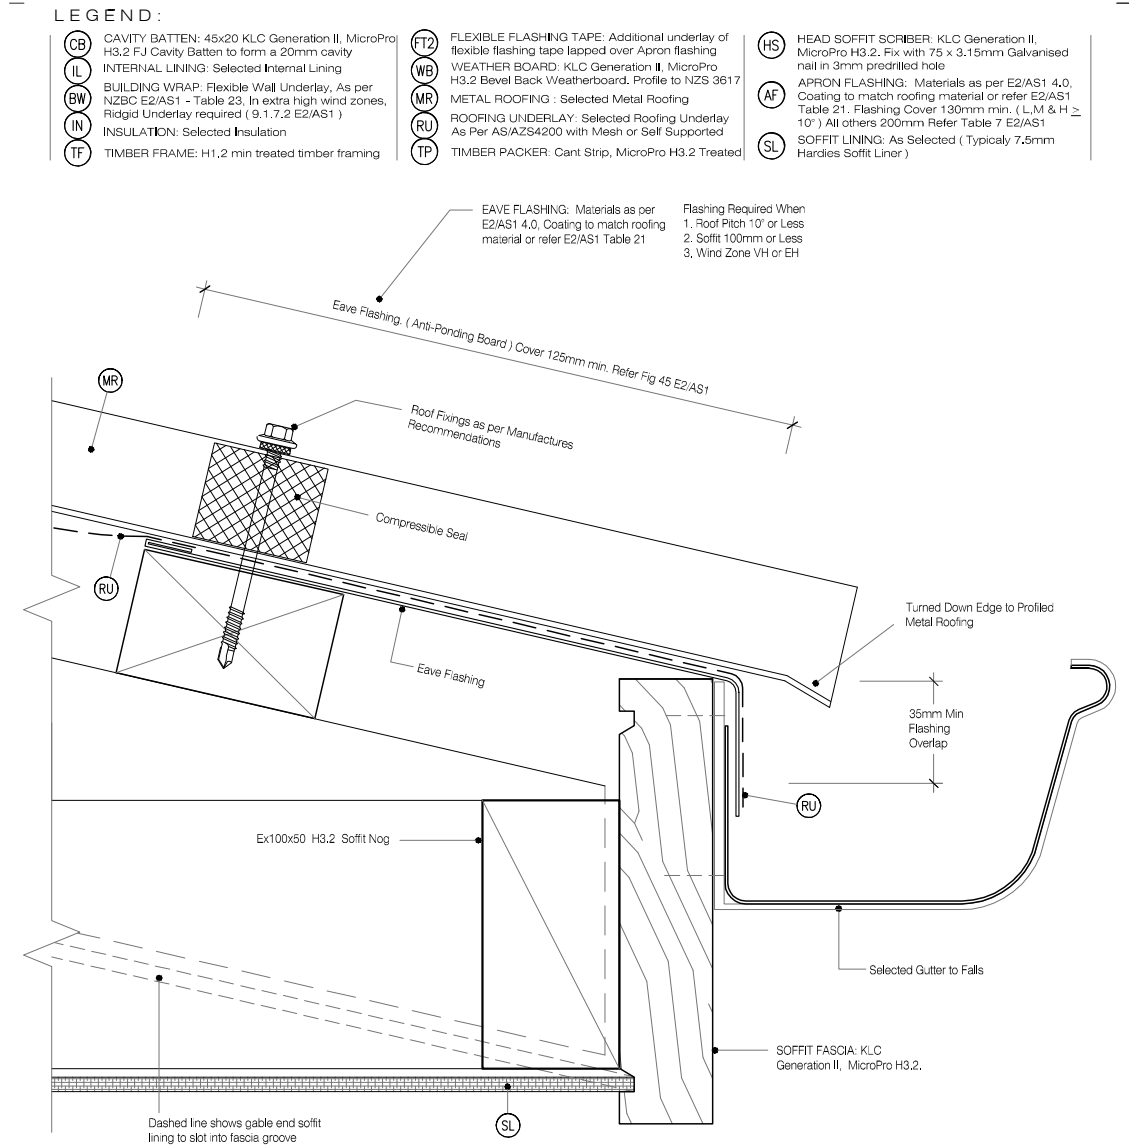 LEGEND:
CB CAVITY BATTEN: 45x20 KLC Generation II, MicroPro
H3.2 FJ Cavity Batten to form a 20mm cavity
IL INTERNAL LINING: Selected Internal Lining
BW BUILDING WRAP: Flexible Wall Underlay, As per
NZBC E2/AS1 - Table 23, In extra high wind zones,
Ridgid Underlay required ( 9.1.7.2 E2/AS1 )
IN INSULATION: Selected Insulation
TF TIMBER FRAME: H1.2 min treated timber framing
FT2 FLEXIBLE FLASHING TAPE: Additional underlay of
flexible flashing tape lapped over Apron flashing
WB WEATHER BOARD: KLC Generation II, MicroPro
H3.2 Bevel Back Weatherboard. Profile to NZS 3617
MR METAL ROOFING : Selected Metal Roofing
RU ROOFING UNDERLAY: Selected Roofing Underlay
As Per AS/AZS4200 with Mesh or Self Supported
TP TIMBER PACKER: Cant Strip, MicroPro H3.2 Treated
HS HEAD SOFFIT SCRIBER: KLC Generation II,
MicroPro H3.2. Fix with 75 x 3.15mm Galvanised
nail in 3mm predrilled hole
AF APRON FLASHING: Materials as per E2/AS1 4.0,
Coating to match roofing material or refer E2/AS1
Table 21. Flashing Cover 130mm min. ( L,M & H ≥
10° ) All others 200mm Refer Table 7 E2/AS1
SL SOFFIT LINING: As Selected ( Typicaly 7.5mm
Hardies Soffit Liner )
EAVE FLASHING: Materials as per
E2/AS1 4.0, Coating to match roofing
material or refer E2/AS1 Table 21
Flashing Required When
1. Roof Pitch 10° or Less
2. Soffit 100mm or Less
3, Wind Zone VH or EH
Eave Flashing. ( Anti-Ponding Board ) Cover 125mm min. Refer Fig 45 E2/AS1
MR
Roof Fixings as per Manufactures
Recommendations
Compressible Seal
RU
Eave Flashing
Turned Down Edge to Profiled
Metal Roofing
35mm Min
Flashing
Overlap
RU
Ex100x50 H3.2 Soffit Nog
Selected Gutter to Falls
SOFFIT FASCIA: KLC
Generation II, MicroPro H3.2.
SL
Dashed line shows gable end soffit
lining to slot into fascia groove